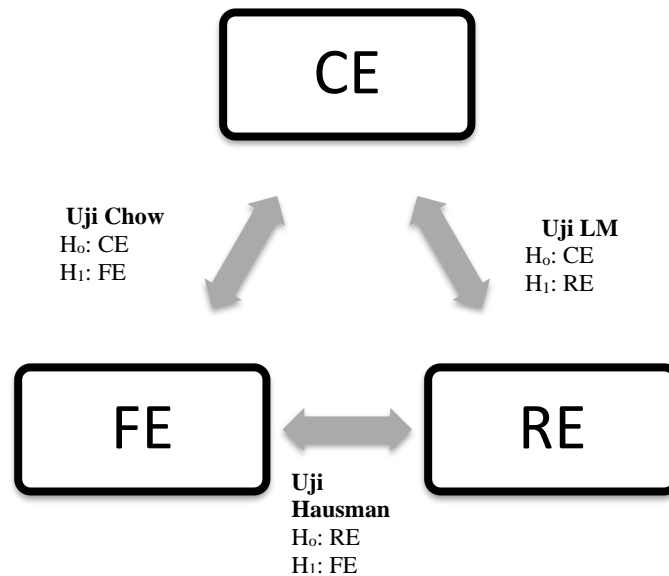 CE
Uji Chow
Hₒ: CE
H₁: FE
Uji LM
Hₒ: CE
H₁: RE
FE
RE
Uji
Hausman
Hₒ: RE
H₁: FE